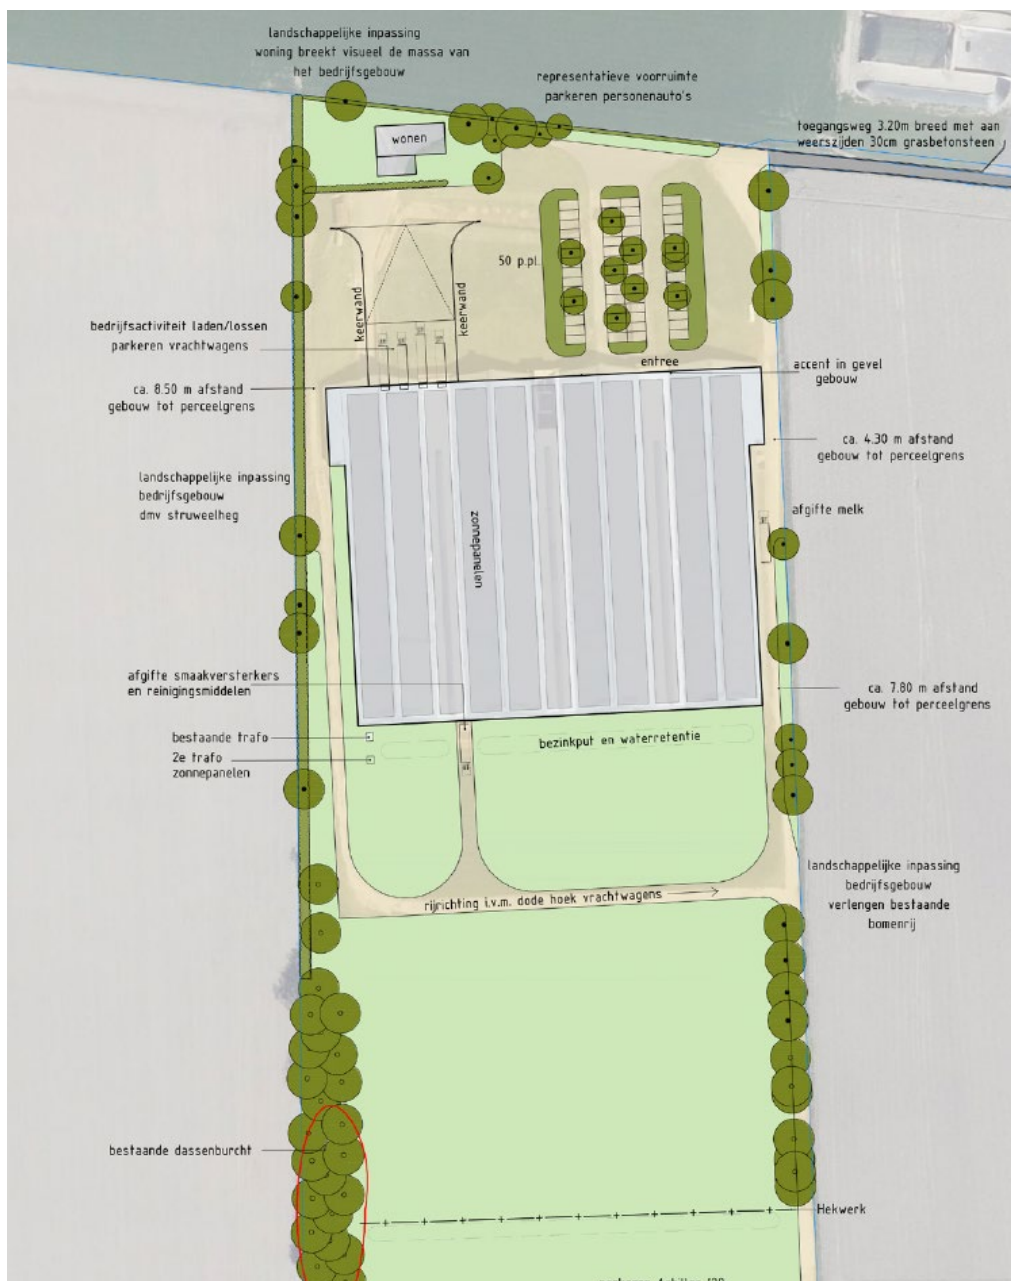 landschappelijke inpassing
woning breekt visueel de massa van
het bedrijfsgebouw
representatieve voorruimte
parkeren personenauto's
toegangsweg 3.20m breed met aan
weerszijden 30cm grasbetonsteen
wonen
50 p.pl.
keerwand
keerwand
bedrijfsactiviteit laden/lossen
parkeren vrachtwagens
entree
accent in gevel
gebouw
ca. 8.50 m afstand
gebouw tot perceelgrens
ca. 4.30 m afstand
gebouw tot perceelgrens
landschappelijke inpassing
bedrijfsgebouw
dmv struweelheg
zonnepanelen
afgifte melk
afgifte smaakversterkers
en reinigingsmiddelen
ca. 7.80 m afstand
gebouw tot perceelgrens
bestaande trafo
2e trafo
zonnepanelen
bezinkput en waterretentie
landschappelijke inpassing
bedrijfsgebouw
verlengen bestaande
bomenrij
rijrichting i.v.m. dode hoek vrachtwagens
bestaande dassenburcht
Hekwerk